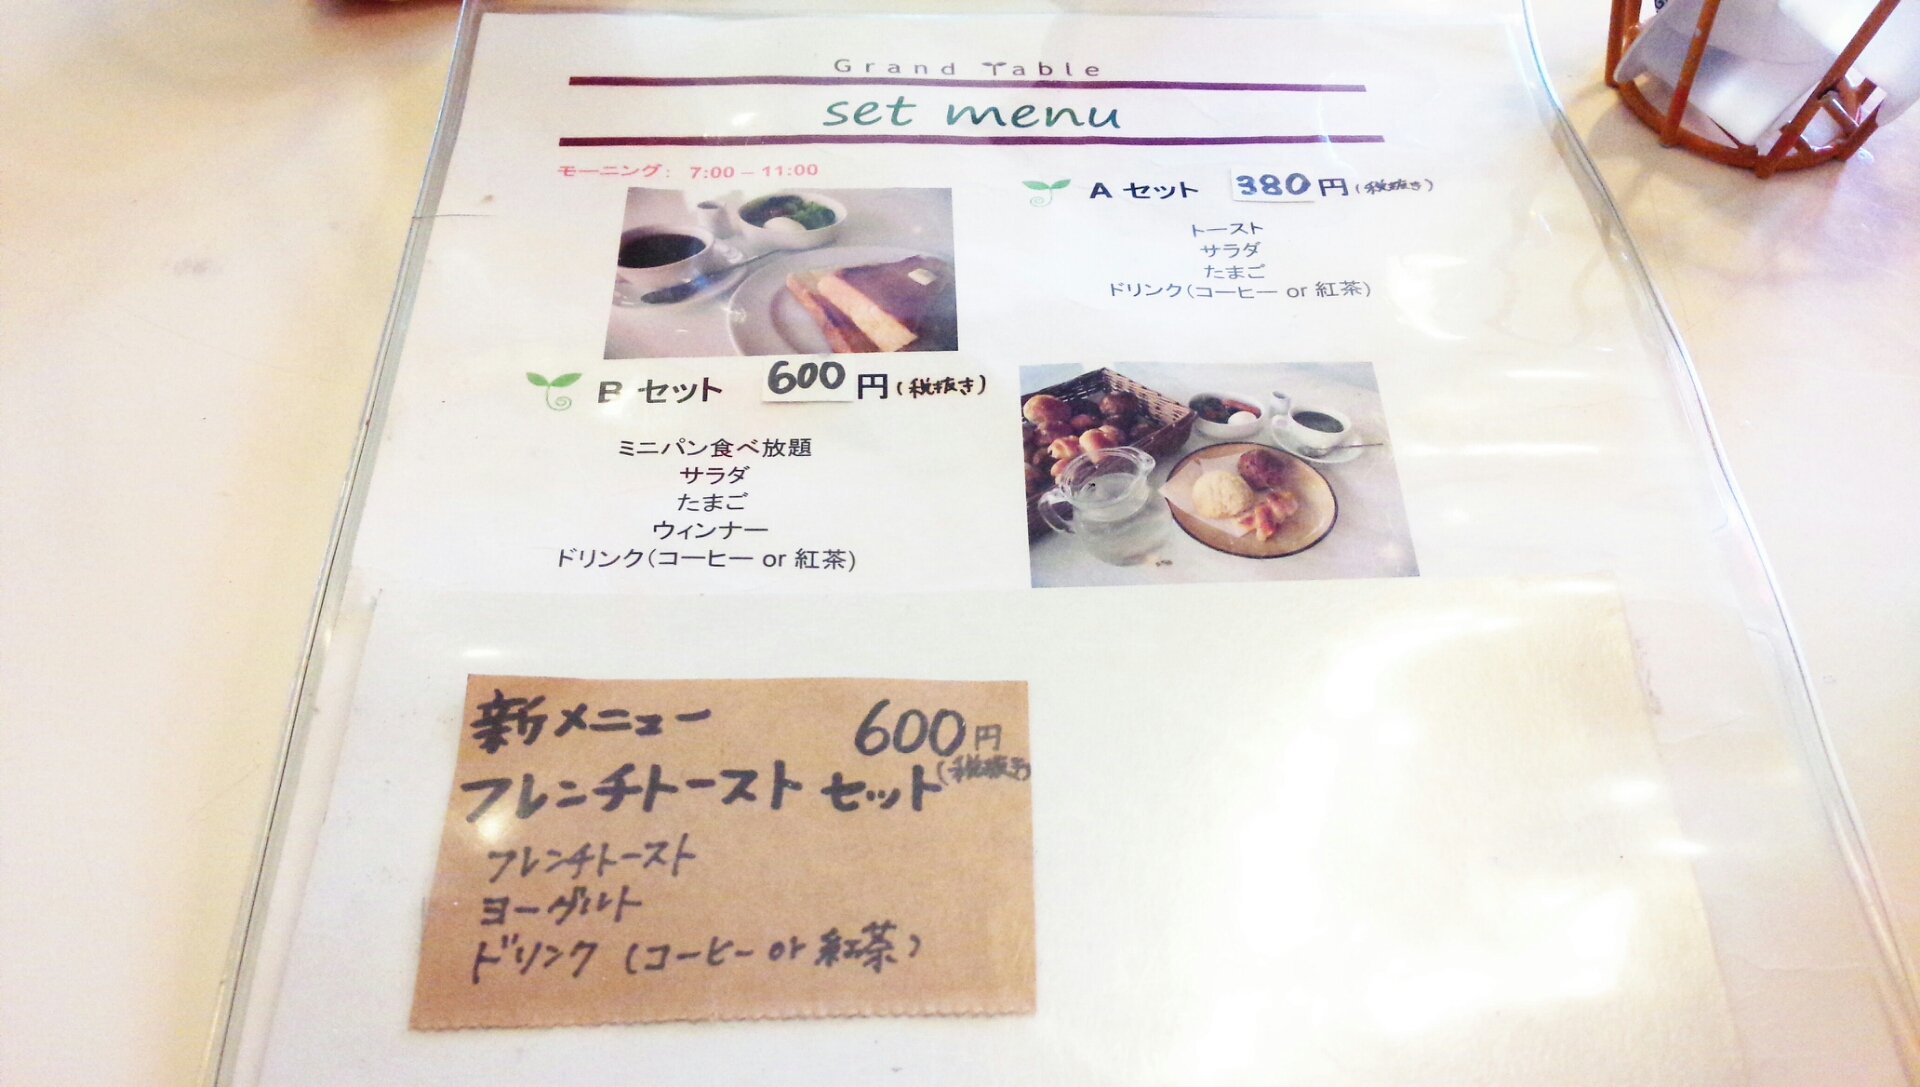 Grand Table
set menu
モーニング: 7:00 – 11:00
A セット 380円(税抜き)
トースト
サラダ
たまご
ドリンク(コーヒー or 紅茶)
B セット 600円(税抜き)
ミニパン食べ放題
サラダ
たまご
ウィンナー
ドリンク(コーヒー or 紅茶)
新メニュー 600円
フレンチトースト セット(税抜き)
フレンチトースト
ヨーグルト
ドリンク (コーヒー or 紅茶)